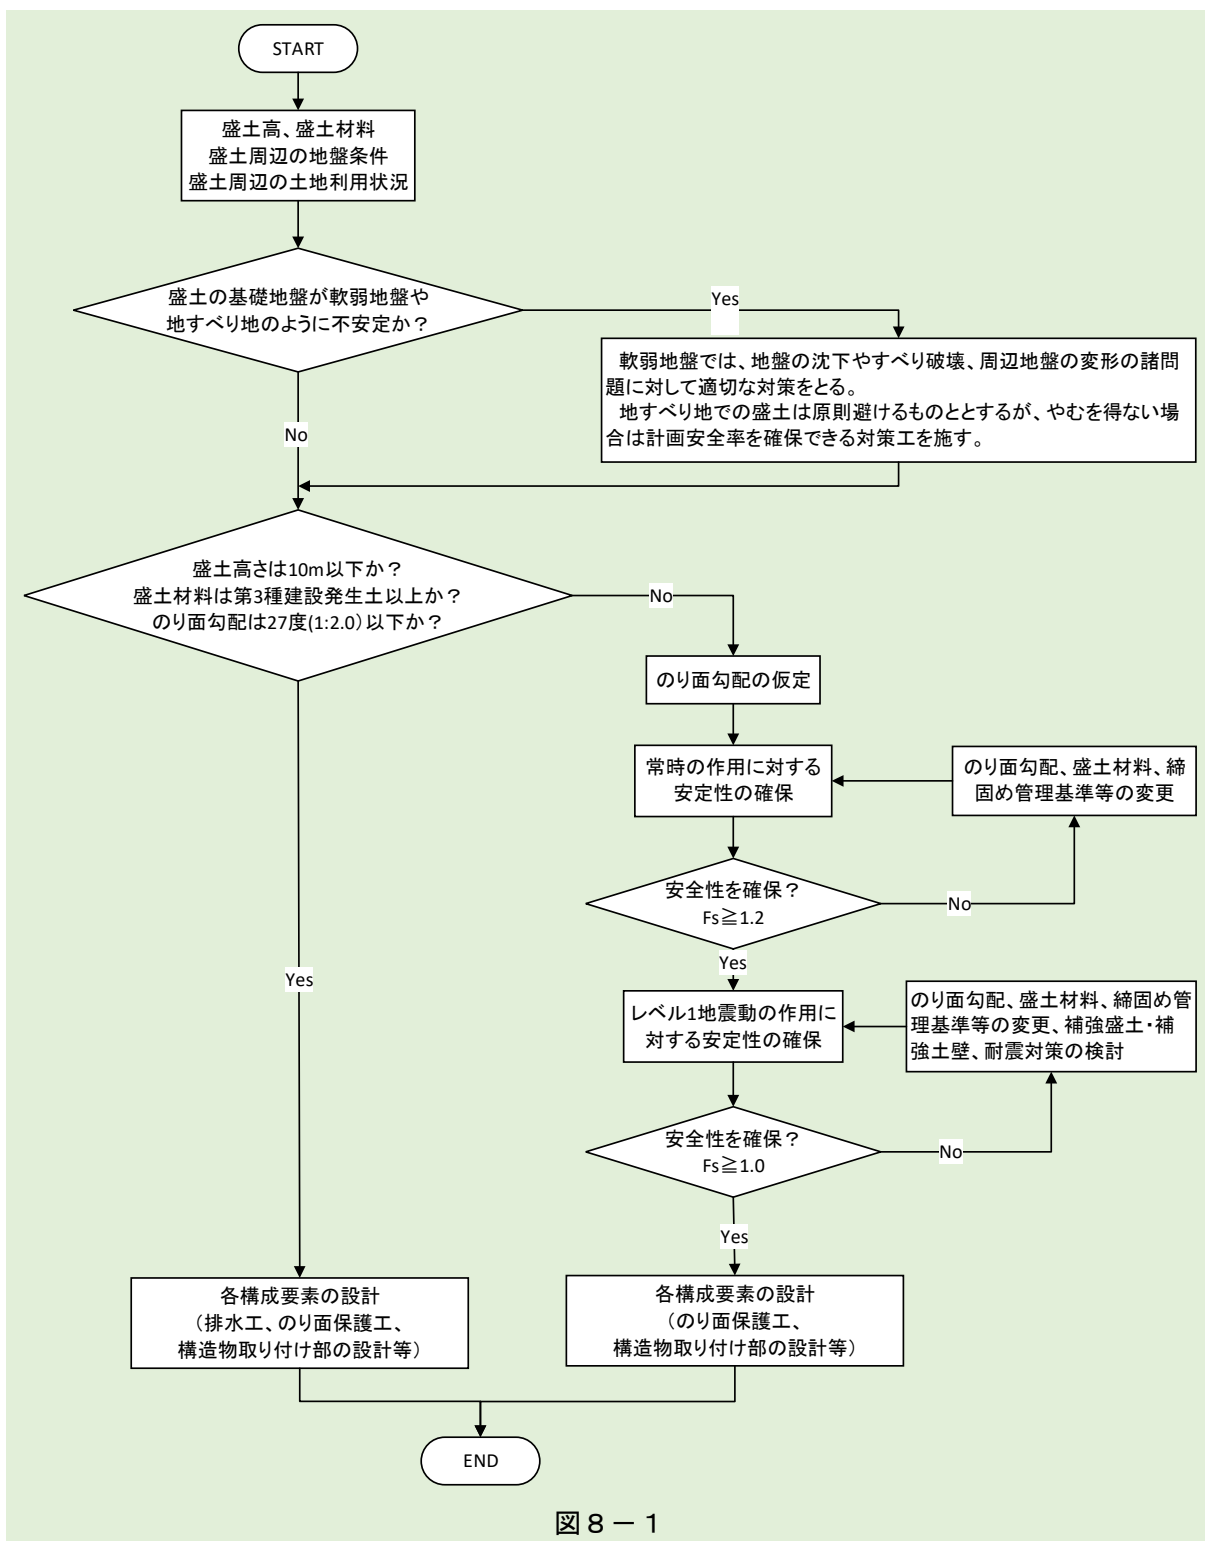 START
盛土高、盛土材料
盛土周辺の地盤条件
盛土周辺の土地利用状況
盛土の基礎地盤が軟弱地盤や
地すべり地のように不安定か?
Yes
軟弱地盤では、地盤の沈下やすべり破壊、周辺地盤の変形の諸問
題に対して適切な対策をとる。
地すべり地での盛土は原則避けるものととするが、やむを得ない場
合は計画安全率を確保できる対策工を施す。
No
盛土高さは10m以下か?
盛土材料は第3種建設発生土以上か?
のり面勾配は27度(1:2.0)以下か?
No
のり面勾配の仮定
常時の作用に対する
安定性の確保
のり面勾配、盛土材料、締
固め管理基準等の変更
安全性を確保?
Fs≧1.2
No
Yes
Yes
レベル1地震動の作用に
対する安定性の確保
のり面勾配、盛土材料、締固め管
理基準等の変更、補強盛土・補
強土壁、耐震対策の検討
安全性を確保?
Fs≧1.0
No
Yes
各構成要素の設計
(排水工、のり面保護工、
構造物取り付け部の設計等)
各構成要素の設計
(のり面保護工、
構造物取り付け部の設計等)
END
図8-1